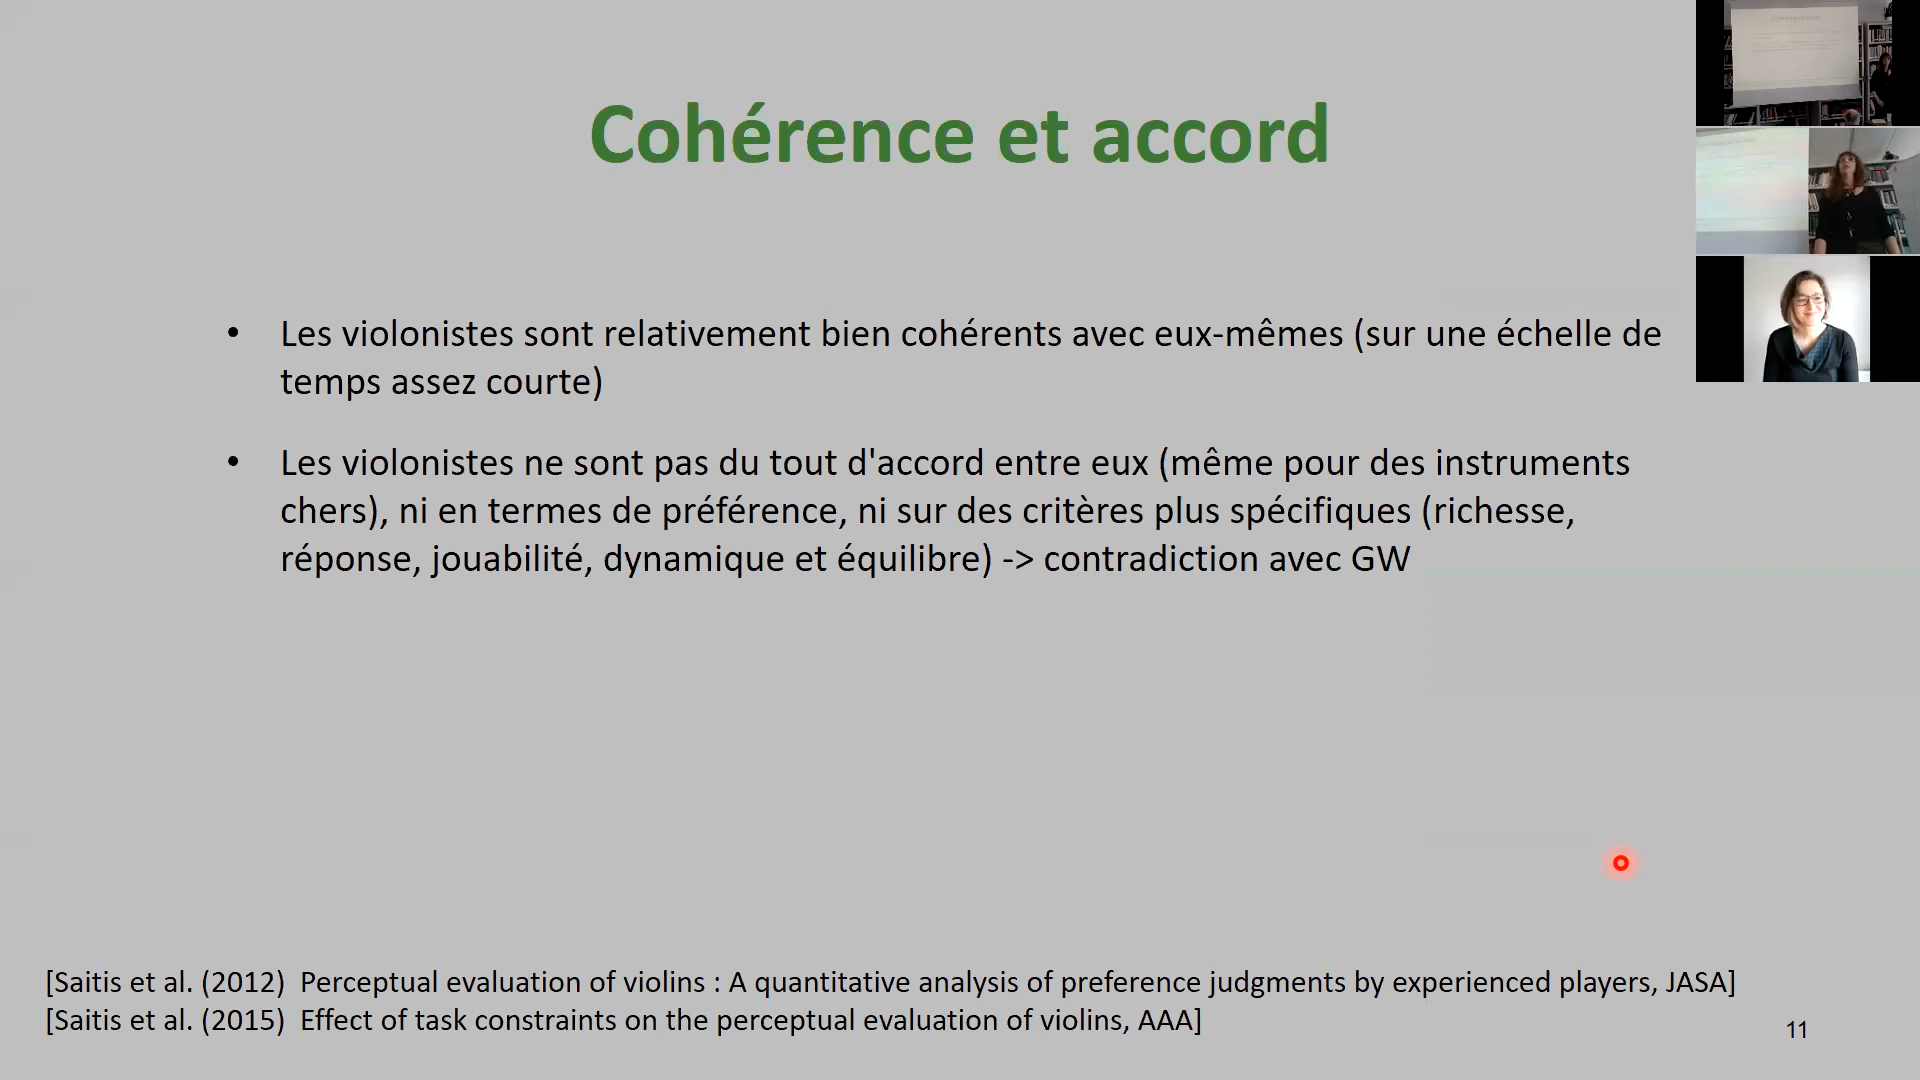 Cohérence et accord
• Les violonistes sont relativement bien cohérents avec eux-mêmes (sur une échelle de
temps assez courte)
• Les violonistes ne sont pas du tout d'accord entre eux (même pour des instruments
chers), ni en termes de préférence, ni sur des critères plus spécifiques (richesse,
réponse, jouabilité, dynamique et équilibre) -> contradiction avec GW
[Saitis et al. (2012)  Perceptual evaluation of violins : A quantitative analysis of preference judgments by experienced players, JASA]
[Saitis et al. (2015)  Effect of task constraints on the perceptual evaluation of violins, AAA]
11